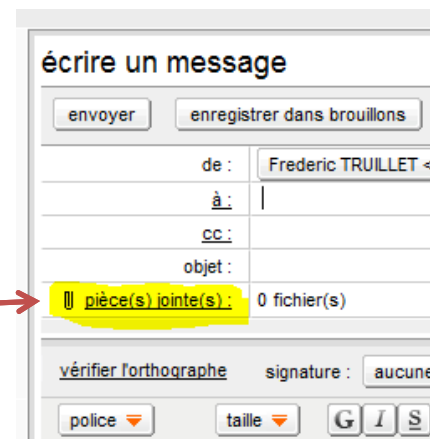 écrire un message
envoyer enregistrer dans brouillons
de : Frederic TRUILLET <
à :
cc :
objet :
pièce(s) jointe(s) : 0 fichier(s)
vérifier l'orthographe signature : aucune
police taille G I S